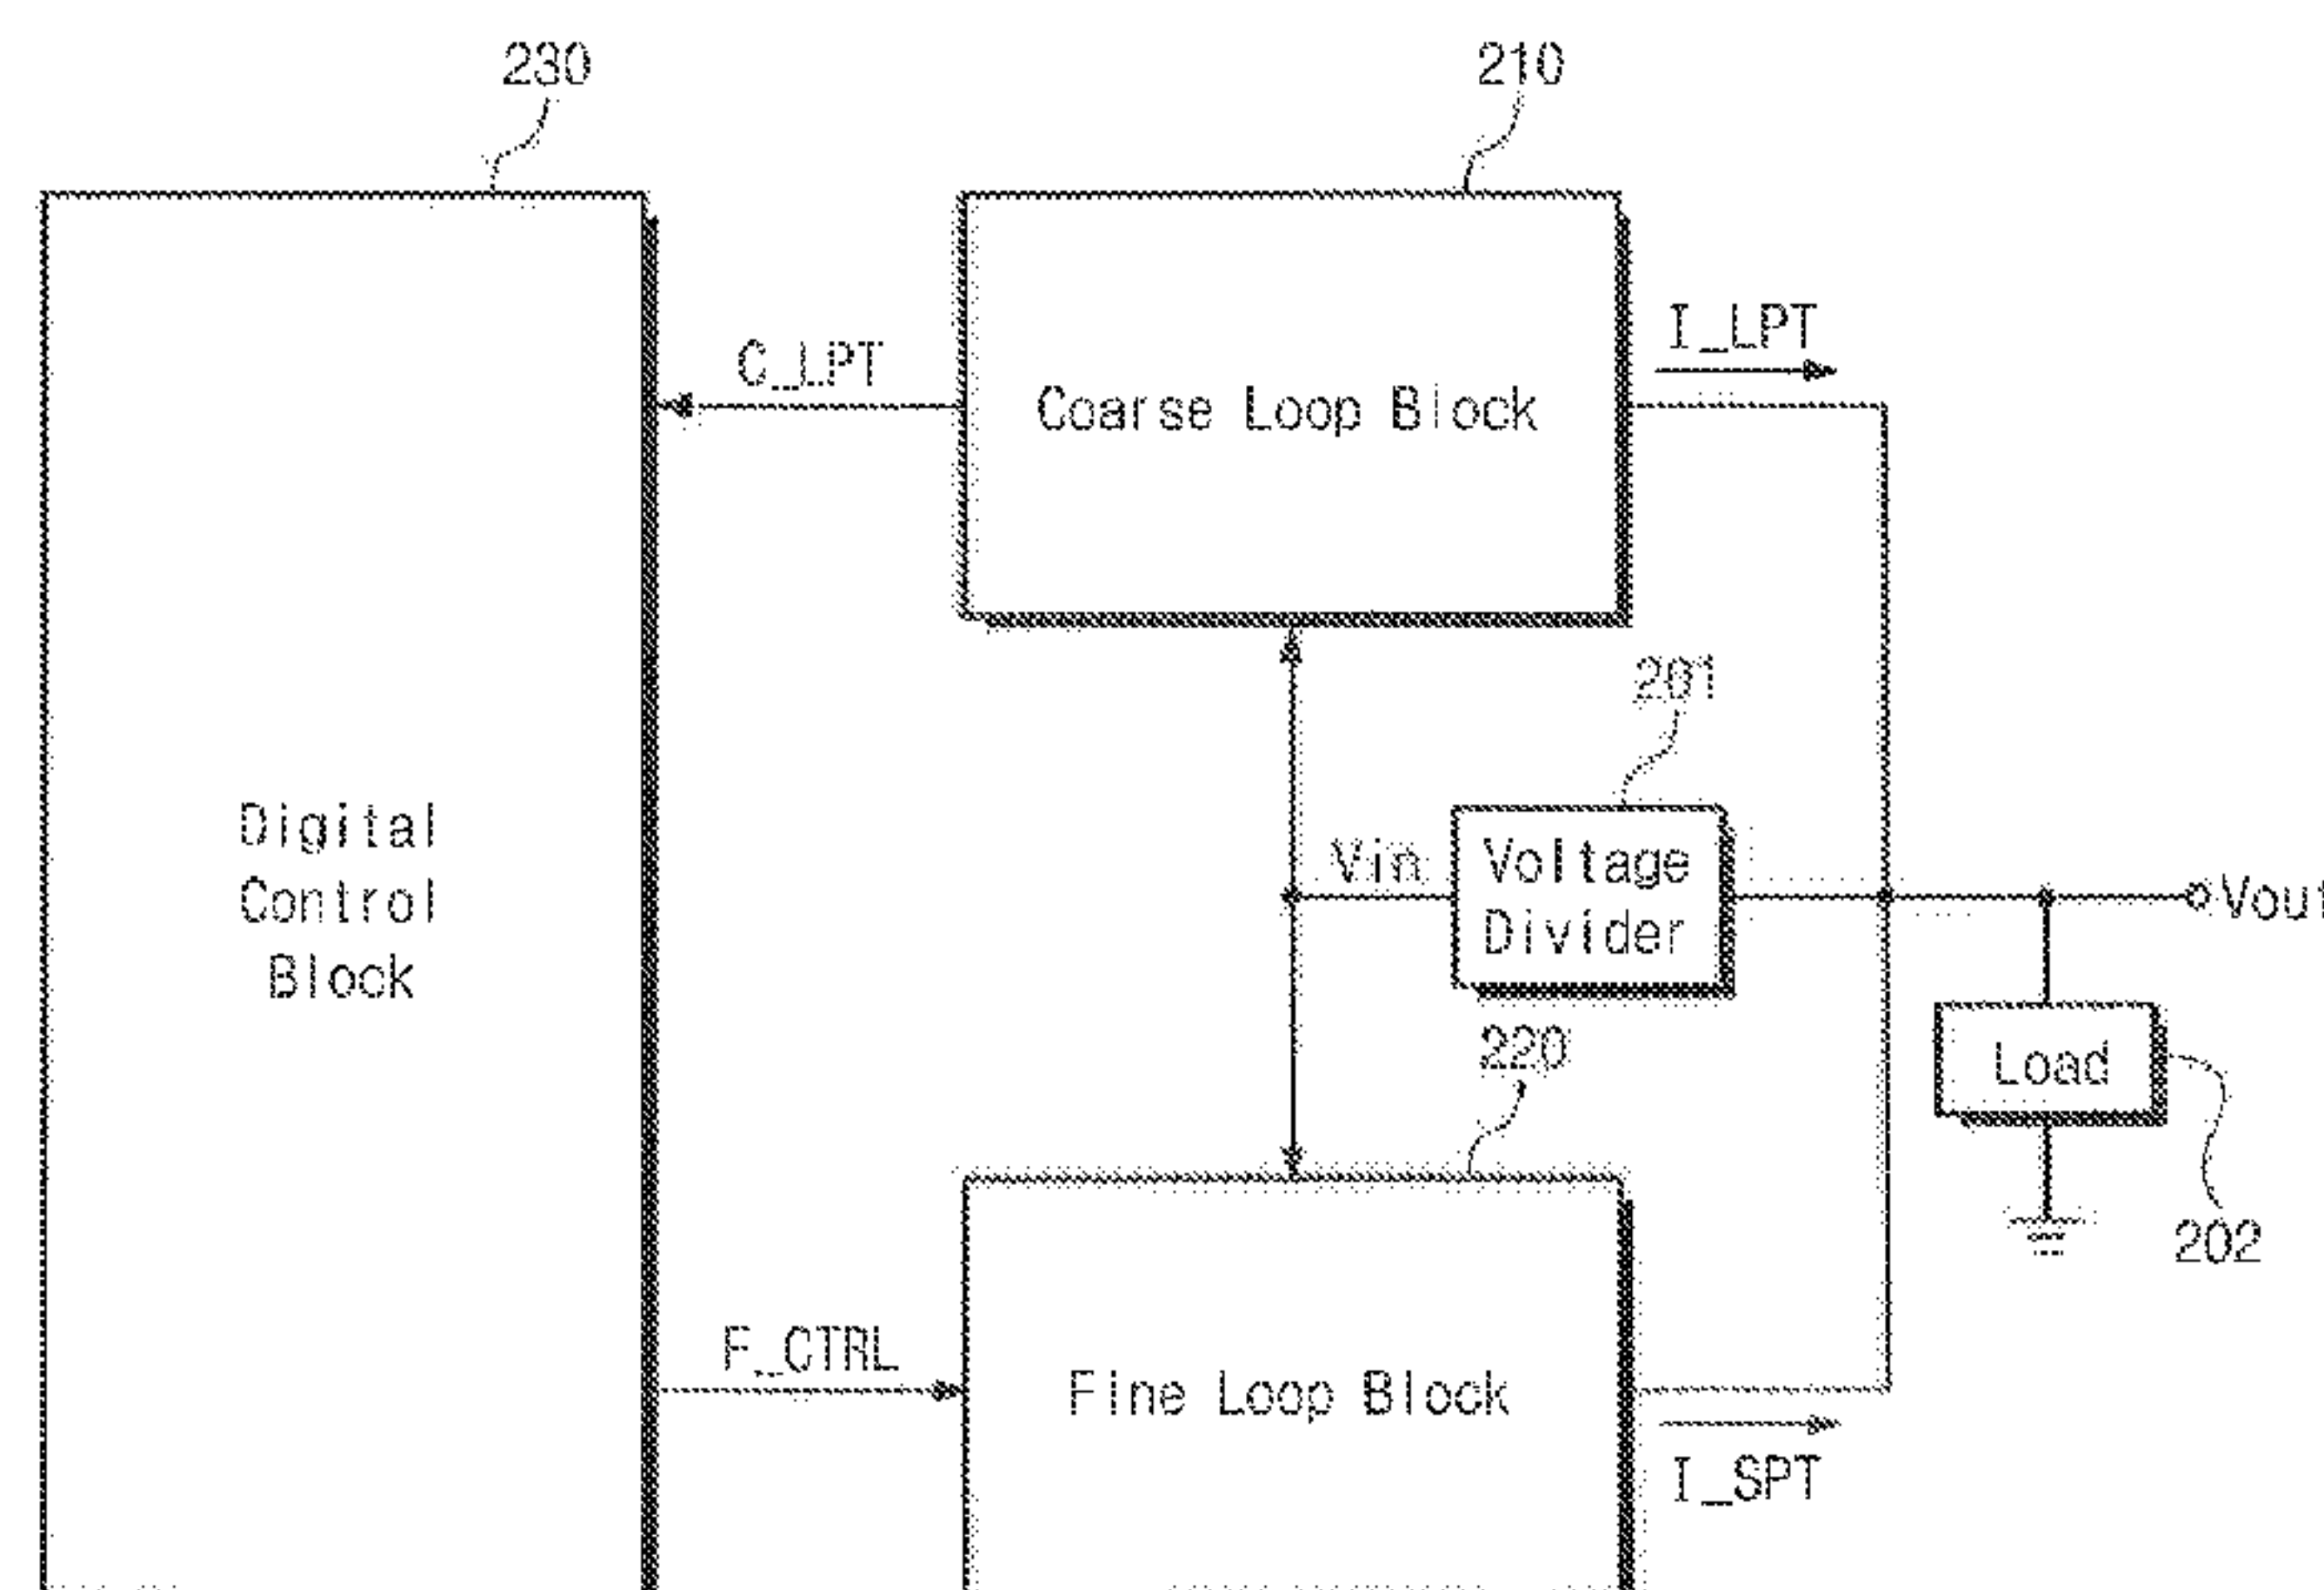 230
210
I_LPT
C_LPT
Coarse Loop Block
201
Digital
Control
Block
Vin
Voltage
Divider
Vout
220
Load
202
F_CTRL
Fine Loop Block
I_SPT